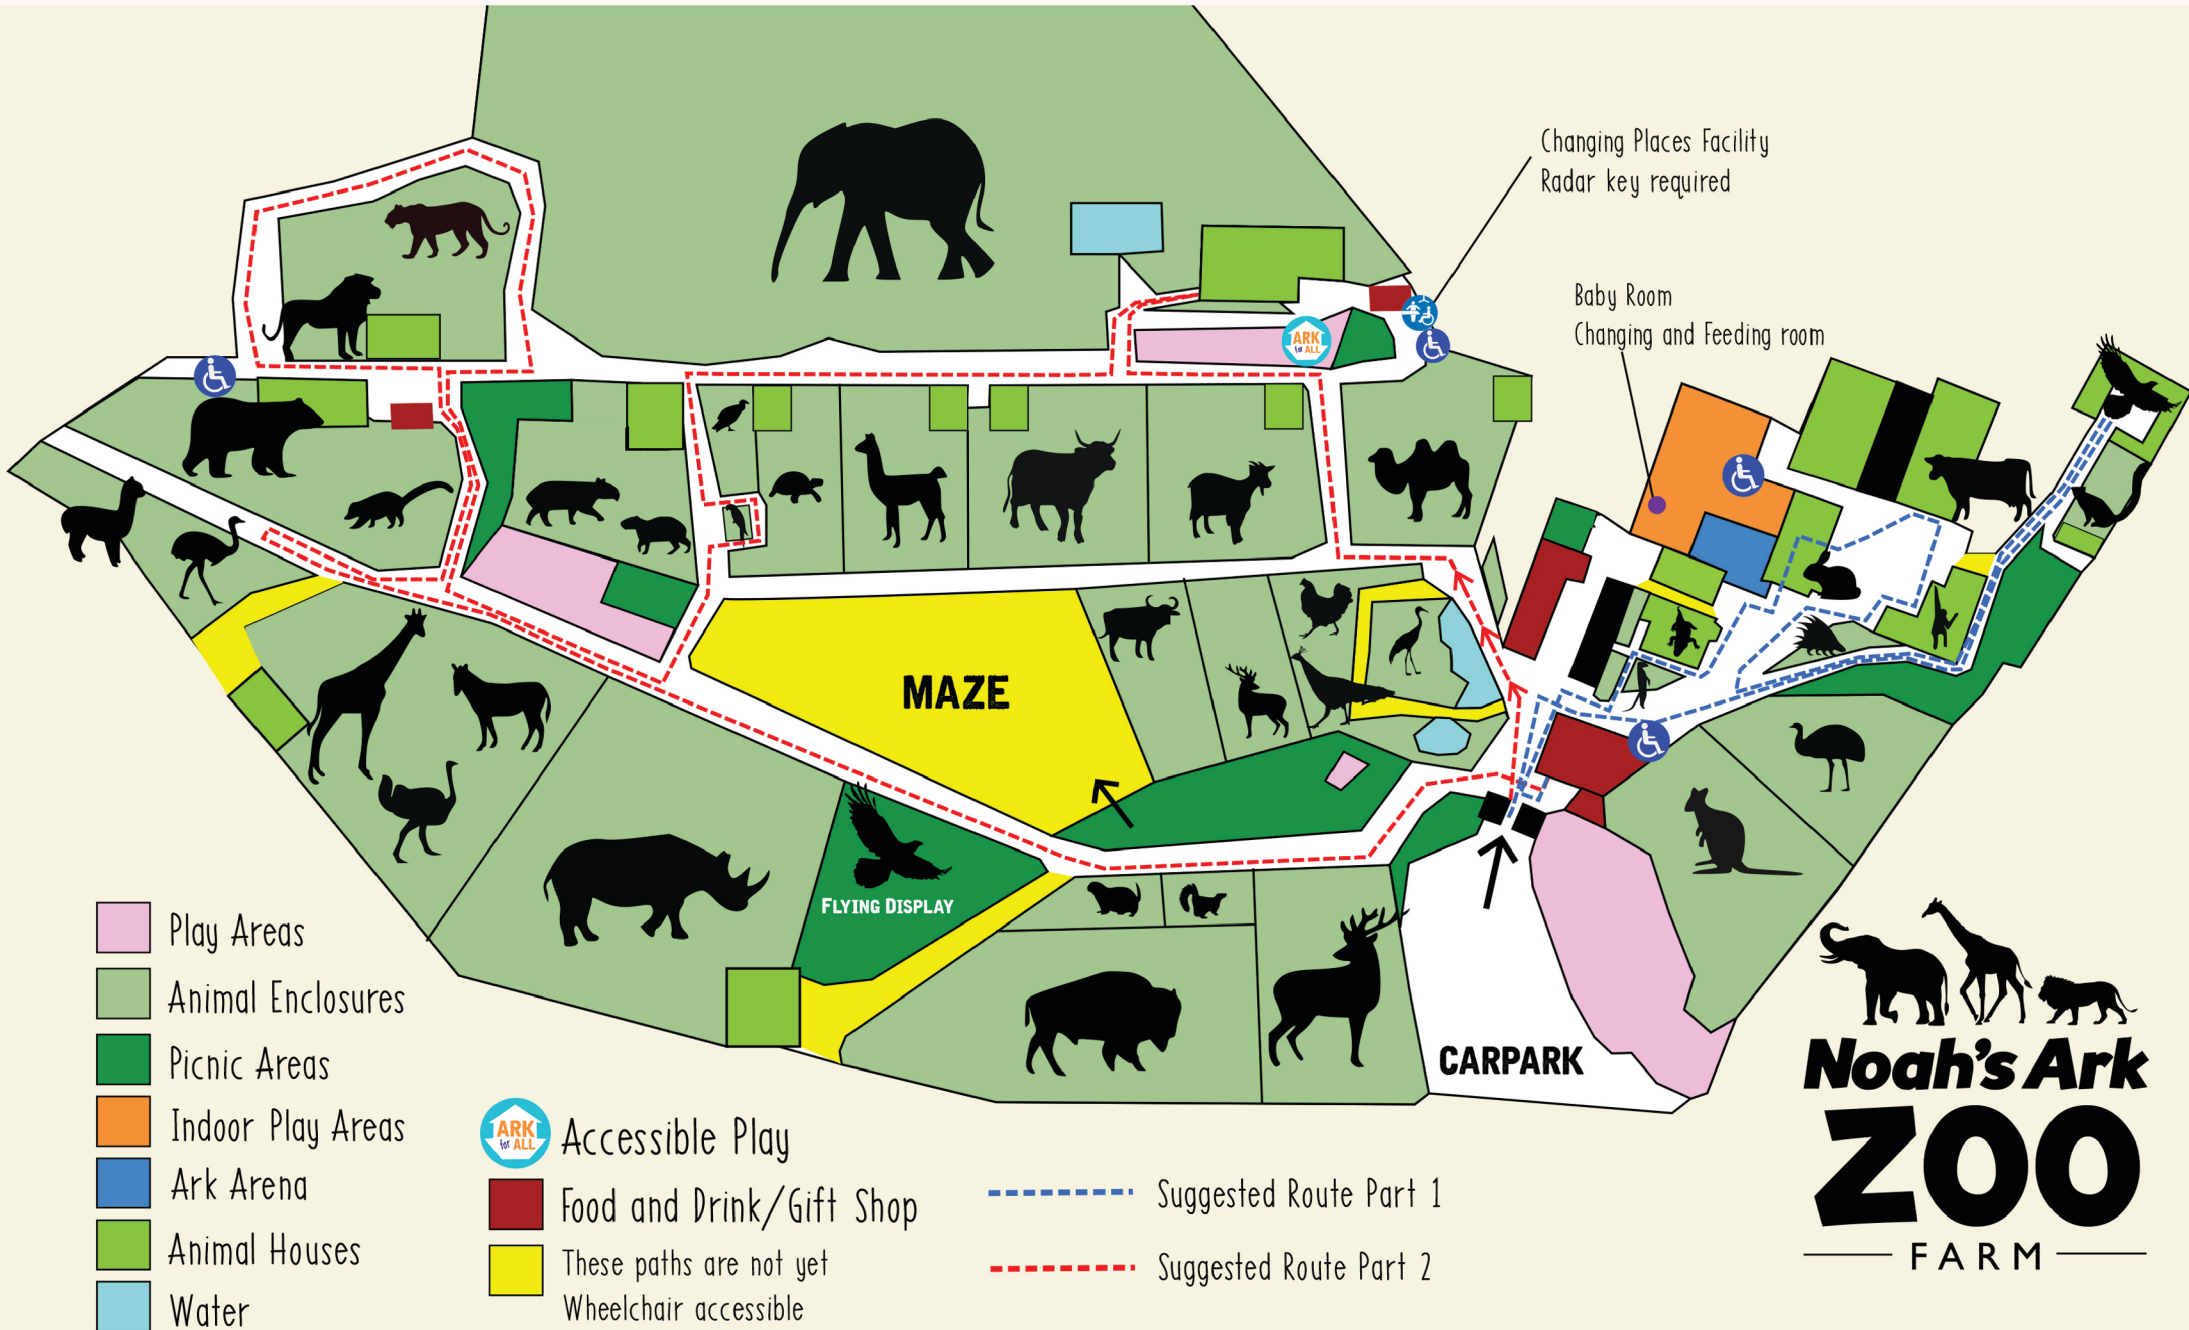 Changing Places Facility
Radar key required
Baby Room
Changing and Feeding room
ARK
for ALL
MAZE
FLYING DISPLAY
CARPARK
Play Areas
Animal Enclosures
Picnic Areas
Indoor Play Areas
Ark Arena
Animal Houses
Water
ARK
for ALL
Accessible Play
Food and Drink/Gift Shop
These paths are not yet
Wheelchair accessible
Suggested Route Part 1
Suggested Route Part 2
Noah's Ark
ZOO
FARM